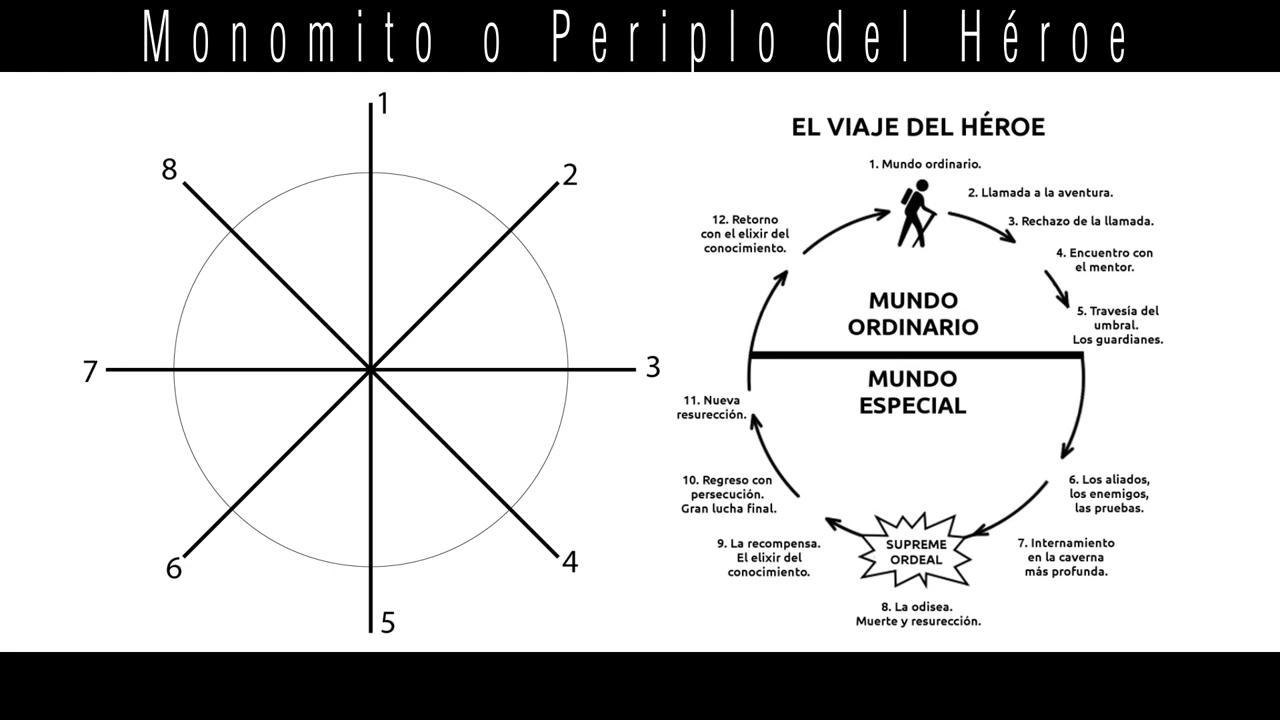 Monomito o Periplo del Héroe
1
2
3
4
5
6
7
8
EL VIAJE DEL HÉROE
1. Mundo ordinario.
2. Llamada a la aventura.
3. Rechazo de la llamada.
4. Encuentro con
el mentor.
5. Travesía del
umbral.
Los guardianes.
MUNDO
ORDINARIO
MUNDO
ESPECIAL
6. Los aliados,
los enemigos,
las pruebas.
7. Internamiento
en la caverna
más profunda.
SUPREME
ORDEAL
8. La odisea.
Muerte y resurección.
9. La recompensa.
El elixir del
conocimiento.
10. Regreso con
persecución.
Gran lucha final.
11. Nueva
resurección.
12. Retorno
con el elixir del
conocimiento.